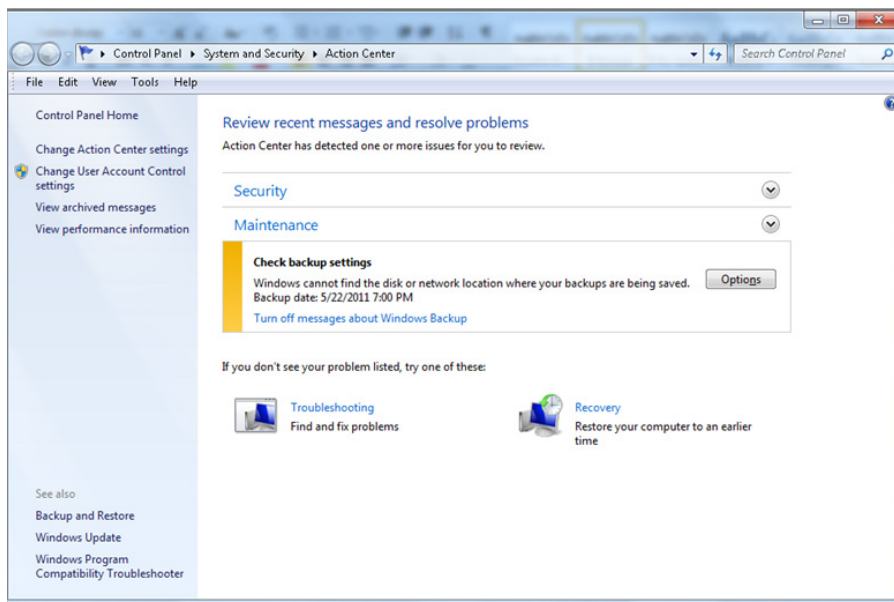 Control Panel ▸ System and Security ▸ Action Center
Search Control Panel
File Edit View Tools Help
Control Panel Home
Change Action Center settings
Change User Account Control
settings
View archived messages
View performance information
Review recent messages and resolve problems
Action Center has detected one or more issues for you to review.
Security
Maintenance
Check backup settings
Windows cannot find the disk or network location where your backups are being saved.
Backup date: 5/22/2011 7:00 PM
Options
Turn off messages about Windows Backup
If you don't see your problem listed, try one of these:
Troubleshooting
Find and fix problems
Recovery
Restore your computer to an earlier
time
See also
Backup and Restore
Windows Update
Windows Program
Compatibility Troubleshooter